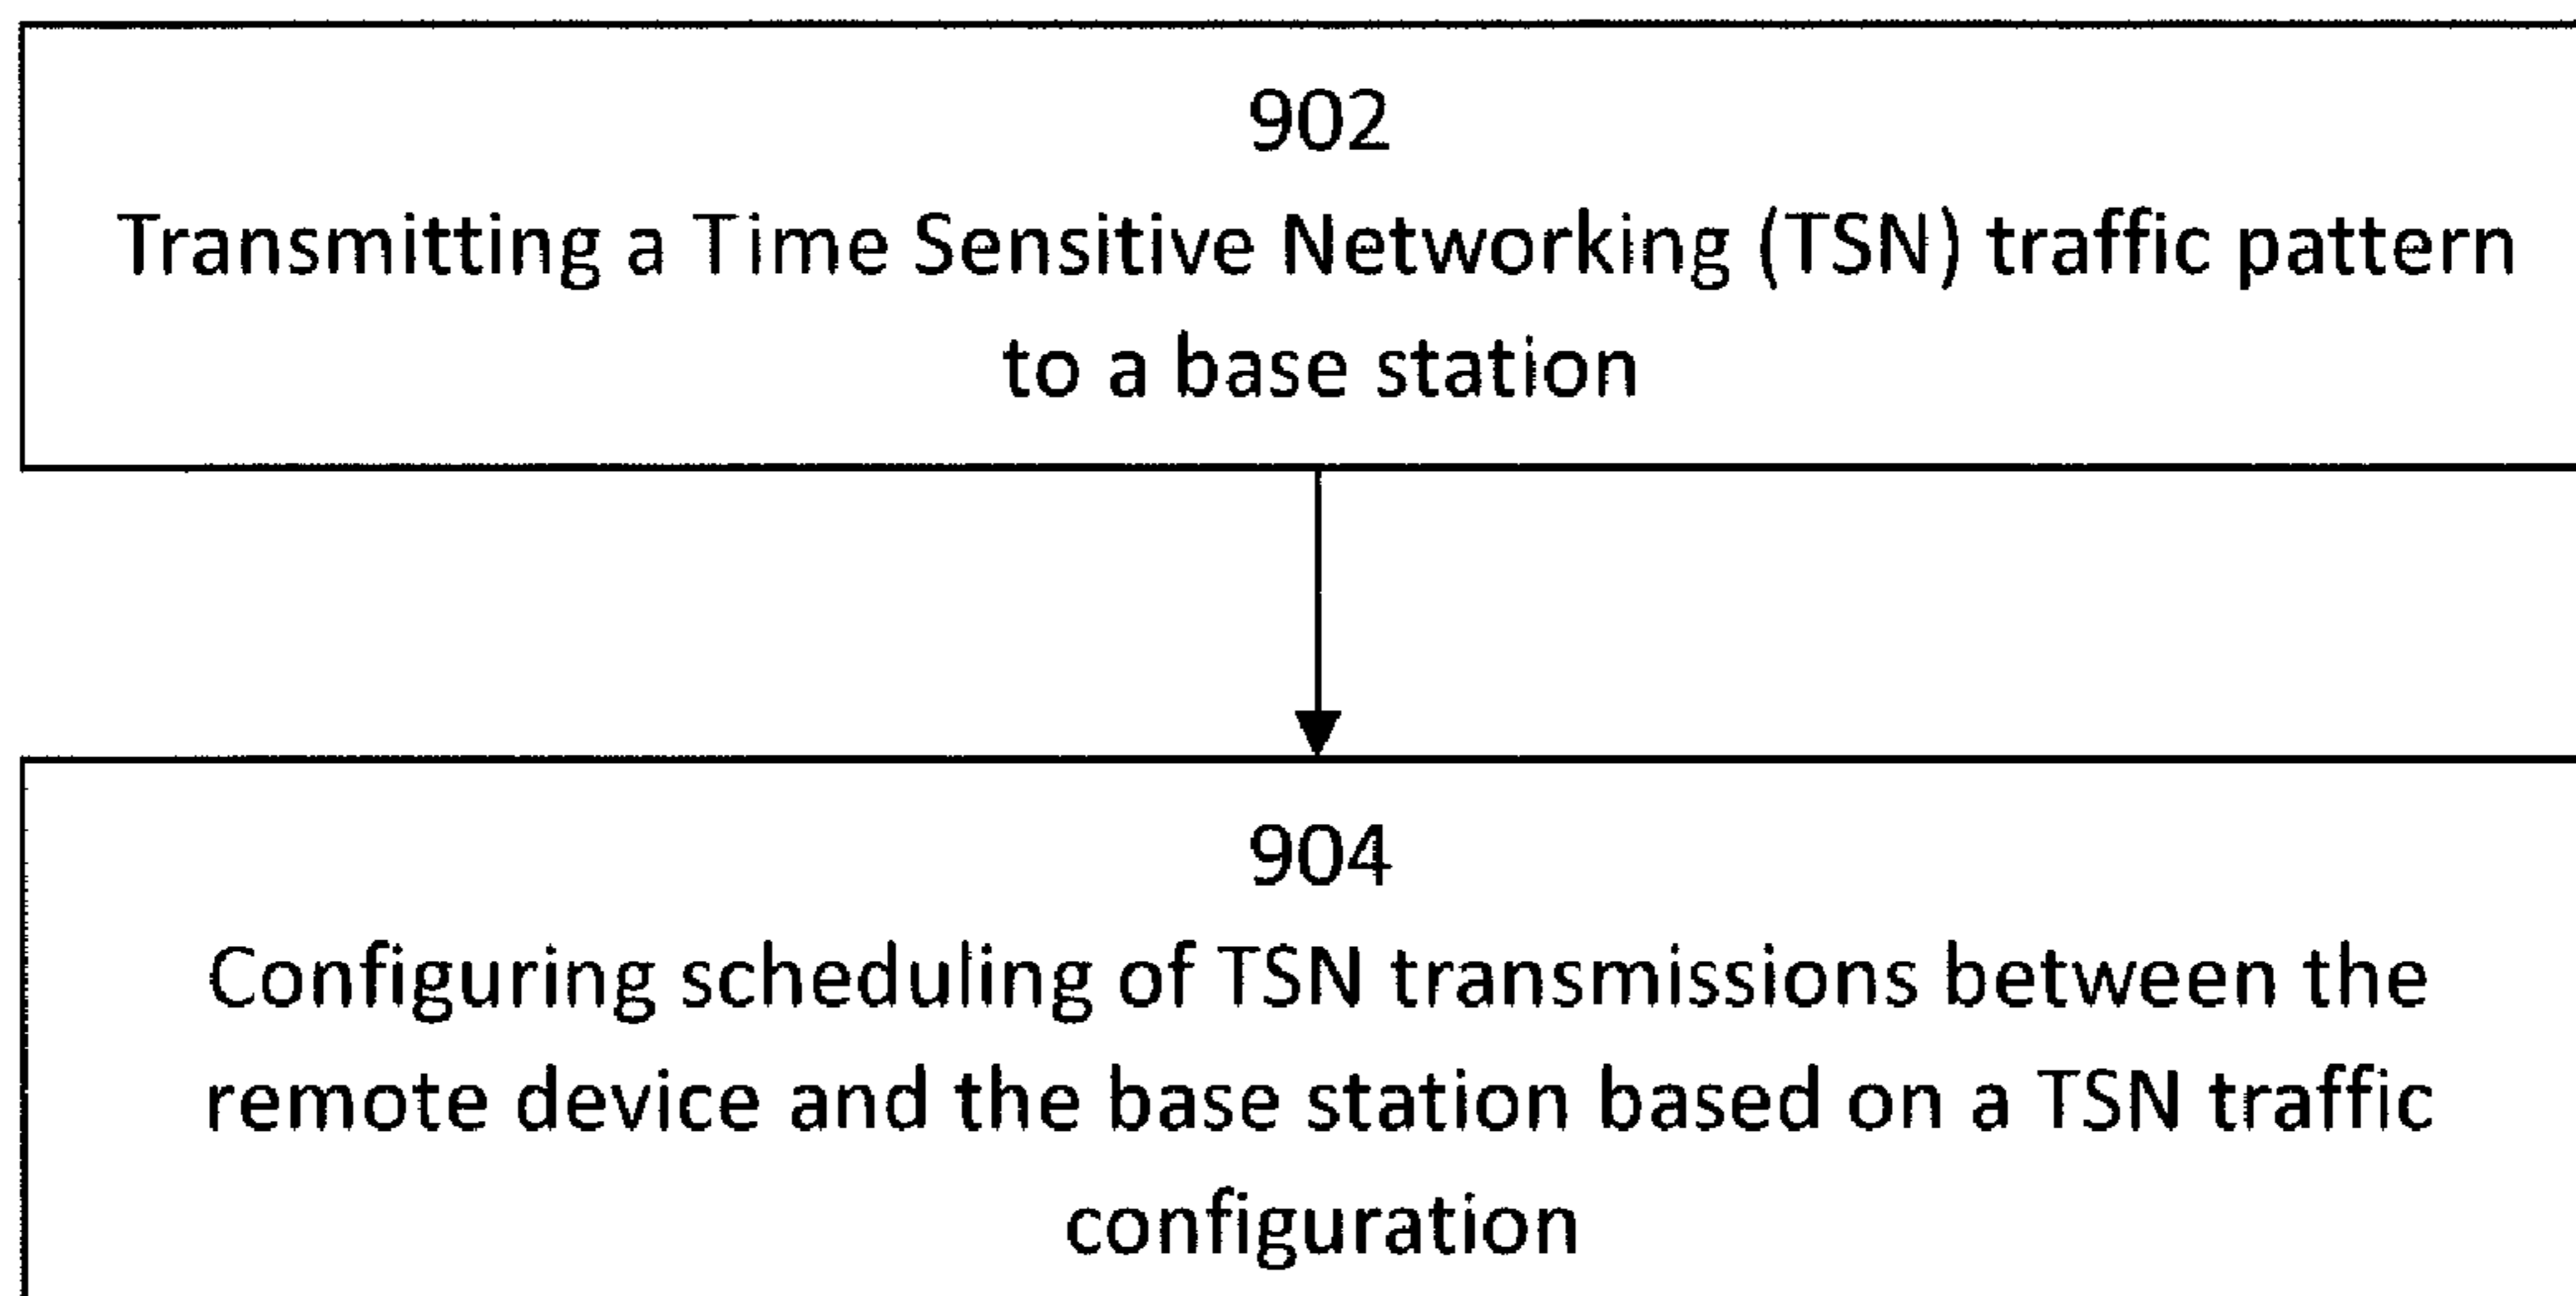 902
Transmitting a Time Sensitive Networking (TSN) traffic pattern
to a base station
904
Configuring scheduling of TSN transmissions between the
remote device and the base station based on a TSN traffic
configuration